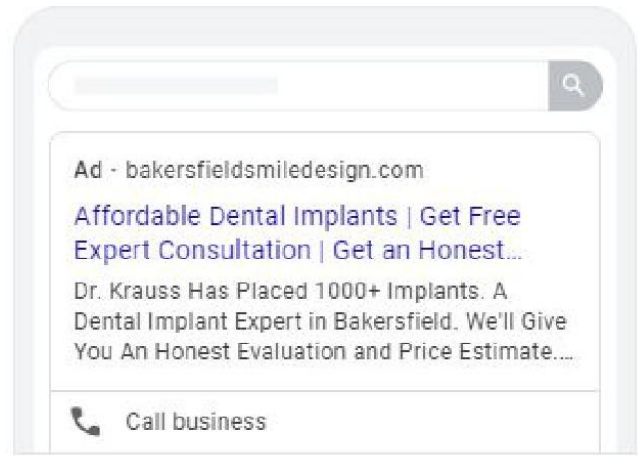 Ad · bakersfieldsmiledesign.com
Affordable Dental Implants | Get Free
Expert Consultation | Get an Honest...
Dr. Krauss Has Placed 1000+ Implants. A
Dental Implant Expert in Bakersfield. We'll Give
You An Honest Evaluation and Price Estimate....
Call business